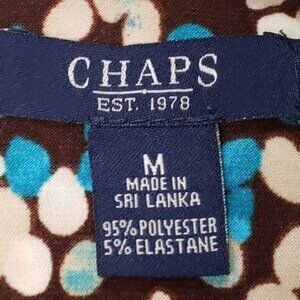 CHAPS
EST. 1978
M
MADE IN
SRI LANKA
95% POLYESTER
5% ELASTANE